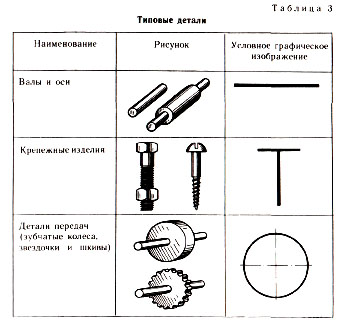 Таблица 3
Типовые детали
Наименование
Рисунок
Условное графическое
изображение
Валы и оси
Крепежные изделия
Детали передач
(зубчатые колеса,
звездочки и шкивы)